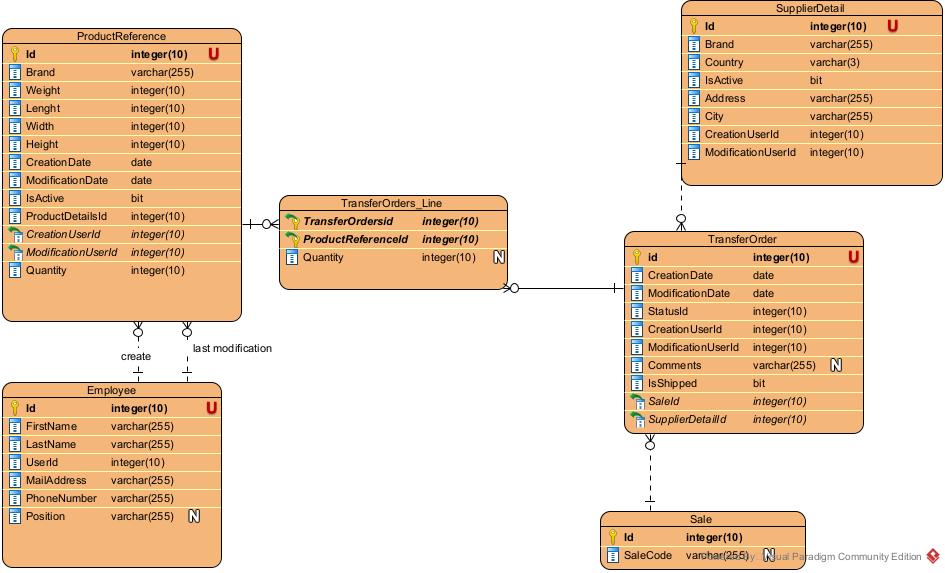 ProductReference
Id integer(10) U
Brand varchar(255)
Weight integer(10)
Lenght integer(10)
Width integer(10)
Height integer(10)
CreationDate date
ModificationDate date
IsActive bit
ProductDetailsId integer(10)
CreationUserId integer(10)
ModificationUserId integer(10)
Quantity integer(10)
SupplierDetail
Id integer(10) U
Brand varchar(255)
Country varchar(3)
IsActive bit
Address varchar(255)
City varchar(255)
CreationUserId integer(10)
ModificationUserId integer(10)
TransferOrders_Line
TransferOrdersid integer(10)
ProductReferenceId integer(10)
Quantity integer(10) N
TransferOrder
id integer(10) U
CreationDate date
ModificationDate date
StatusId integer(10)
CreationUserId integer(10)
ModificationUserId integer(10)
Comments varchar(255) N
IsShipped bit
SaleId integer(10)
SupplierDetailId integer(10)
create
last modification
Employee
Id integer(10) U
FirstName varchar(255)
LastName varchar(255)
UserId integer(10)
MailAddress varchar(255)
PhoneNumber varchar(255)
Position varchar(255) N
Sale
Id integer(10)
SaleCode varchar(255) N
Paradigm Community Edition